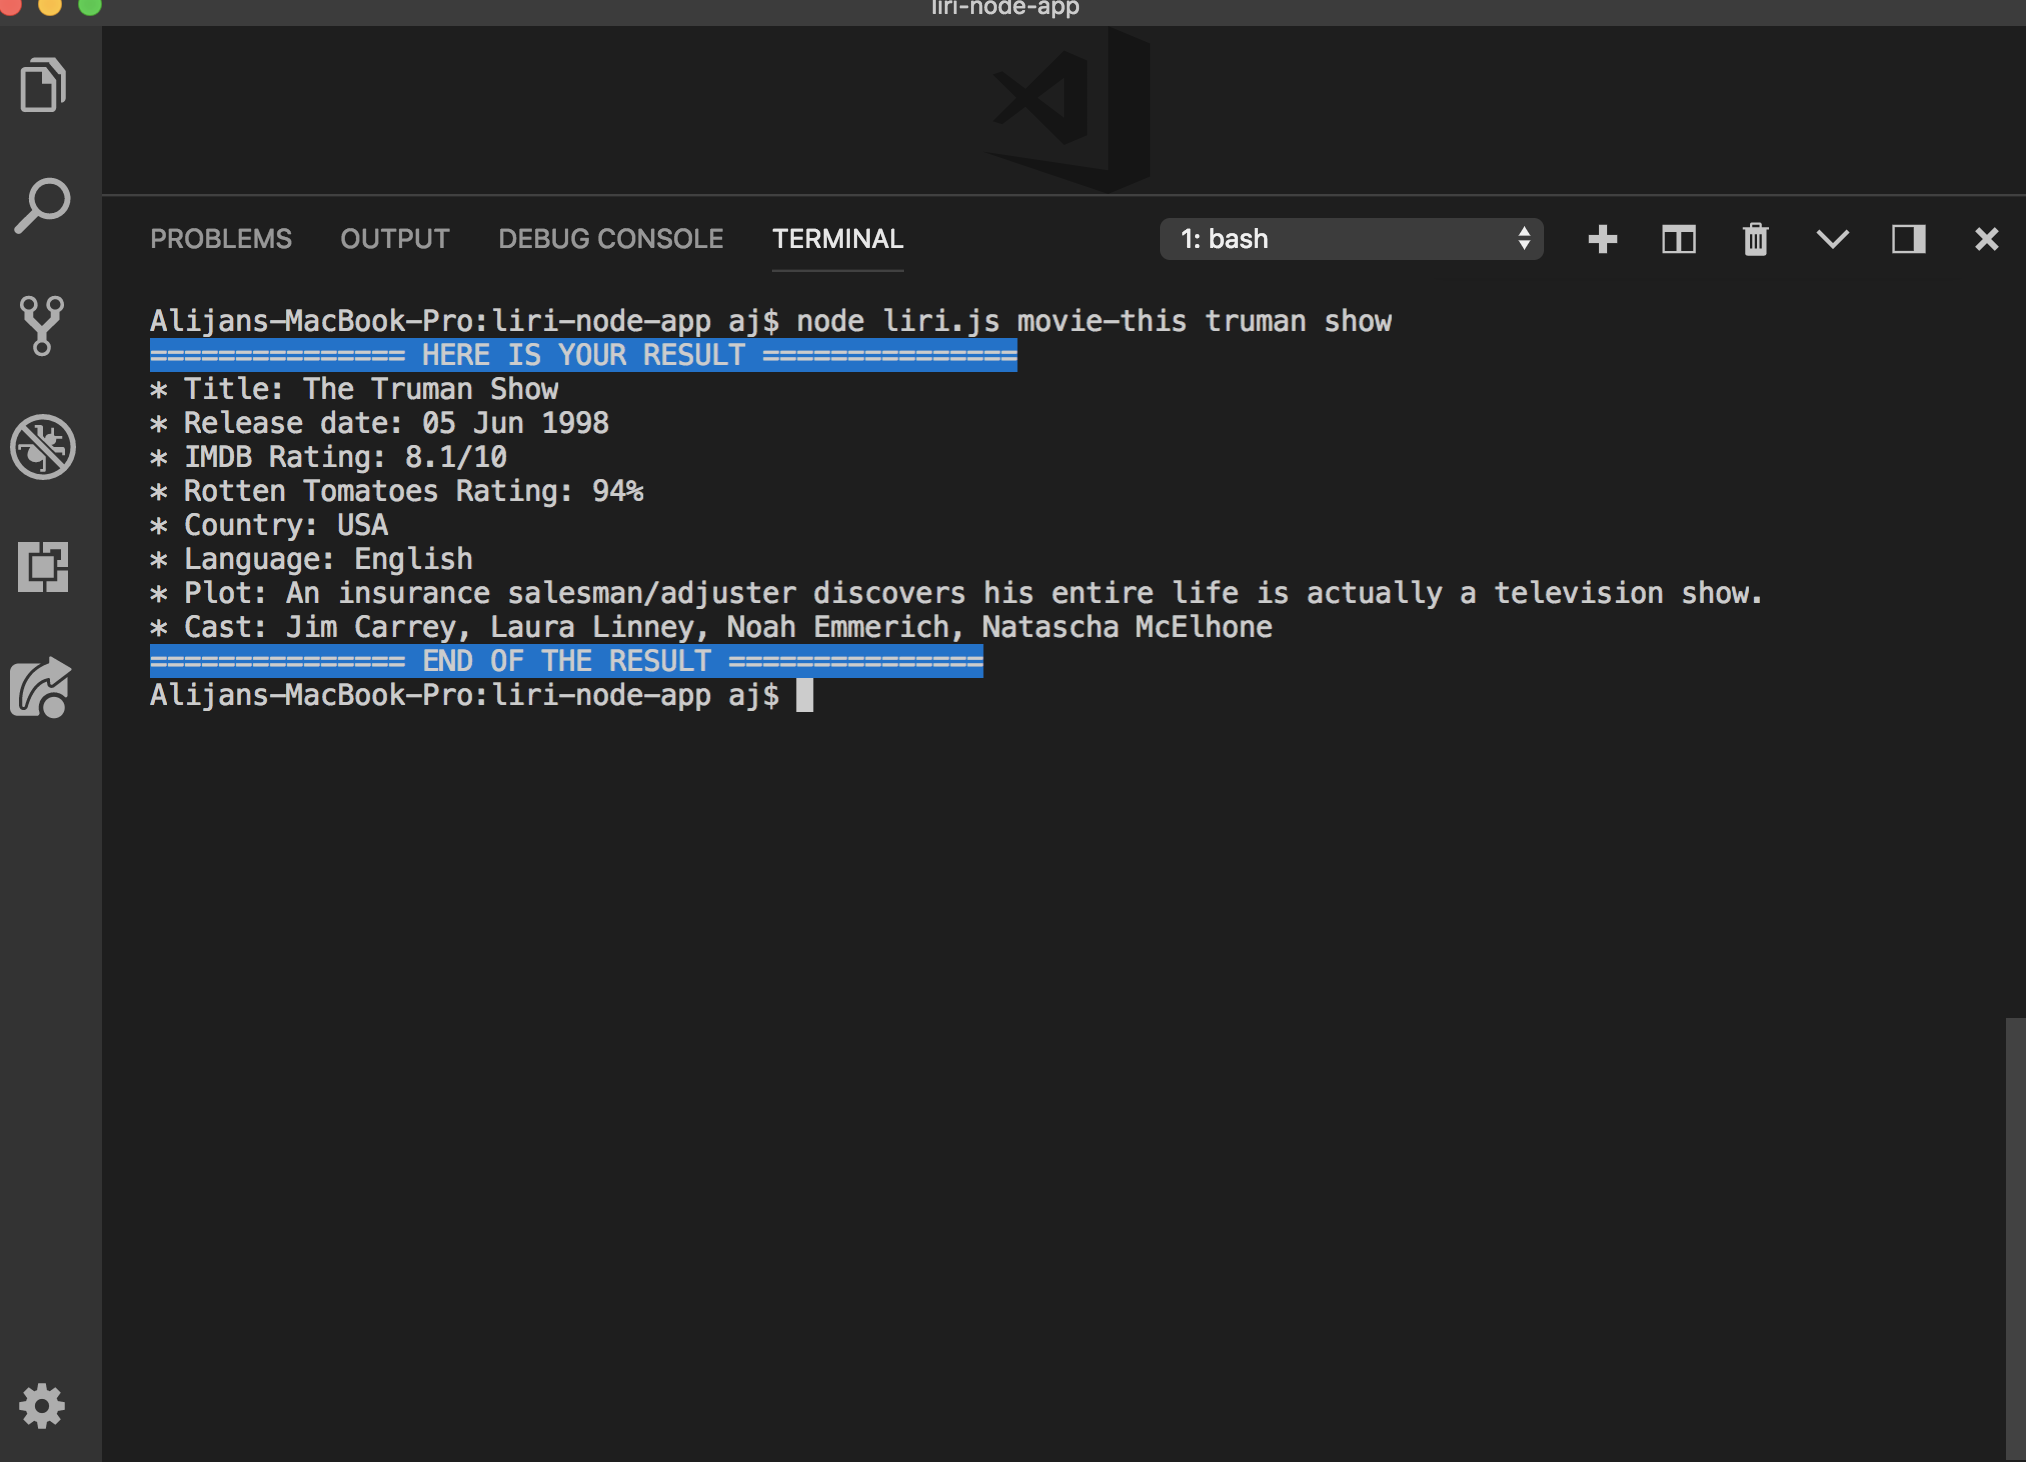 liri-node-app
PROBLEMS OUTPUT DEBUG CONSOLE TERMINAL 1: bash
Alijans-MacBook-Pro:liri-node-app aj$ node liri.js movie-this truman show
=============== HERE IS YOUR RESULT ===============
* Title: The Truman Show
* Release date: 05 Jun 1998
* IMDB Rating: 8.1/10
* Rotten Tomatoes Rating: 94%
* Country: USA
* Language: English
* Plot: An insurance salesman/adjuster discovers his entire life is actually a television show.
* Cast: Jim Carrey, Laura Linney, Noah Emmerich, Natascha McElhone
=============== END OF THE RESULT ===============
Alijans-MacBook-Pro:liri-node-app aj$